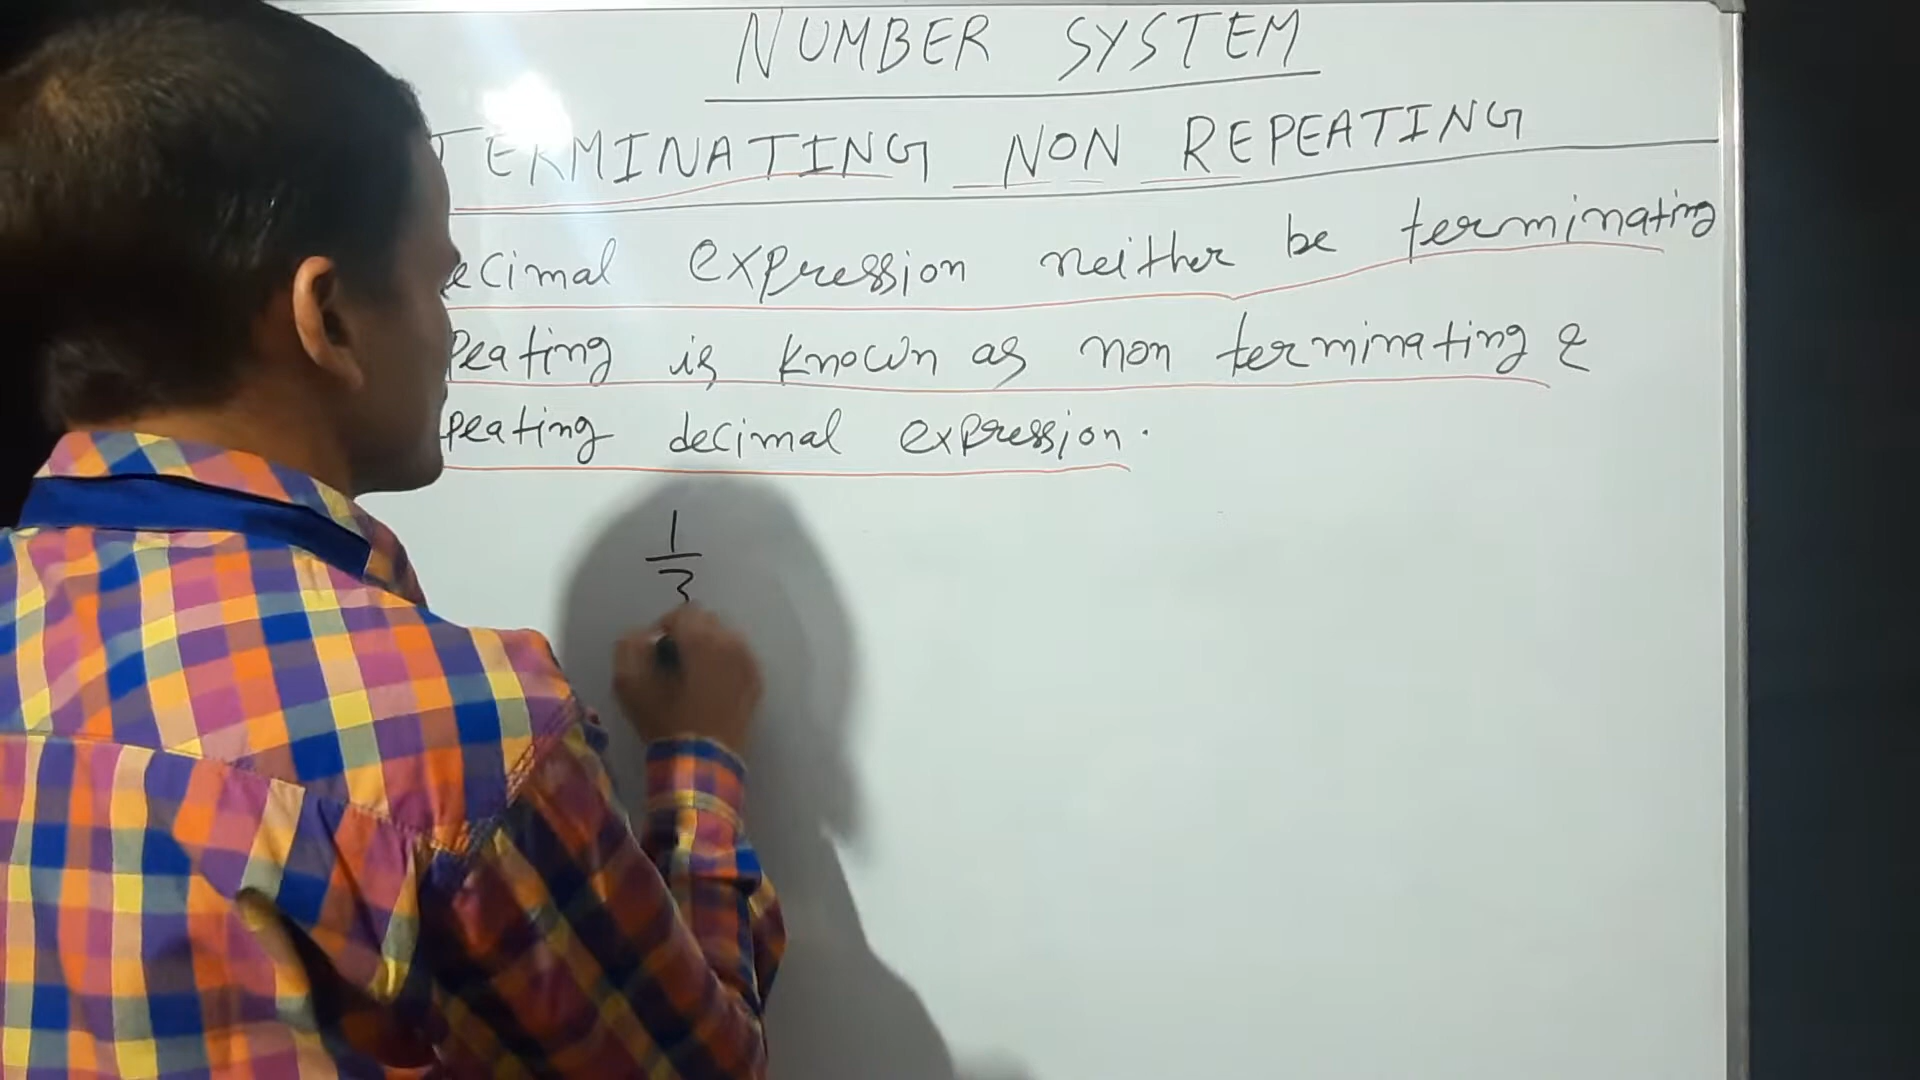 NUMBER SYSTEM
TERMINATING NON REPEATING
ecimal expression neither be terminating
peating is known as non terminating &
peating decimal expression.
1
3